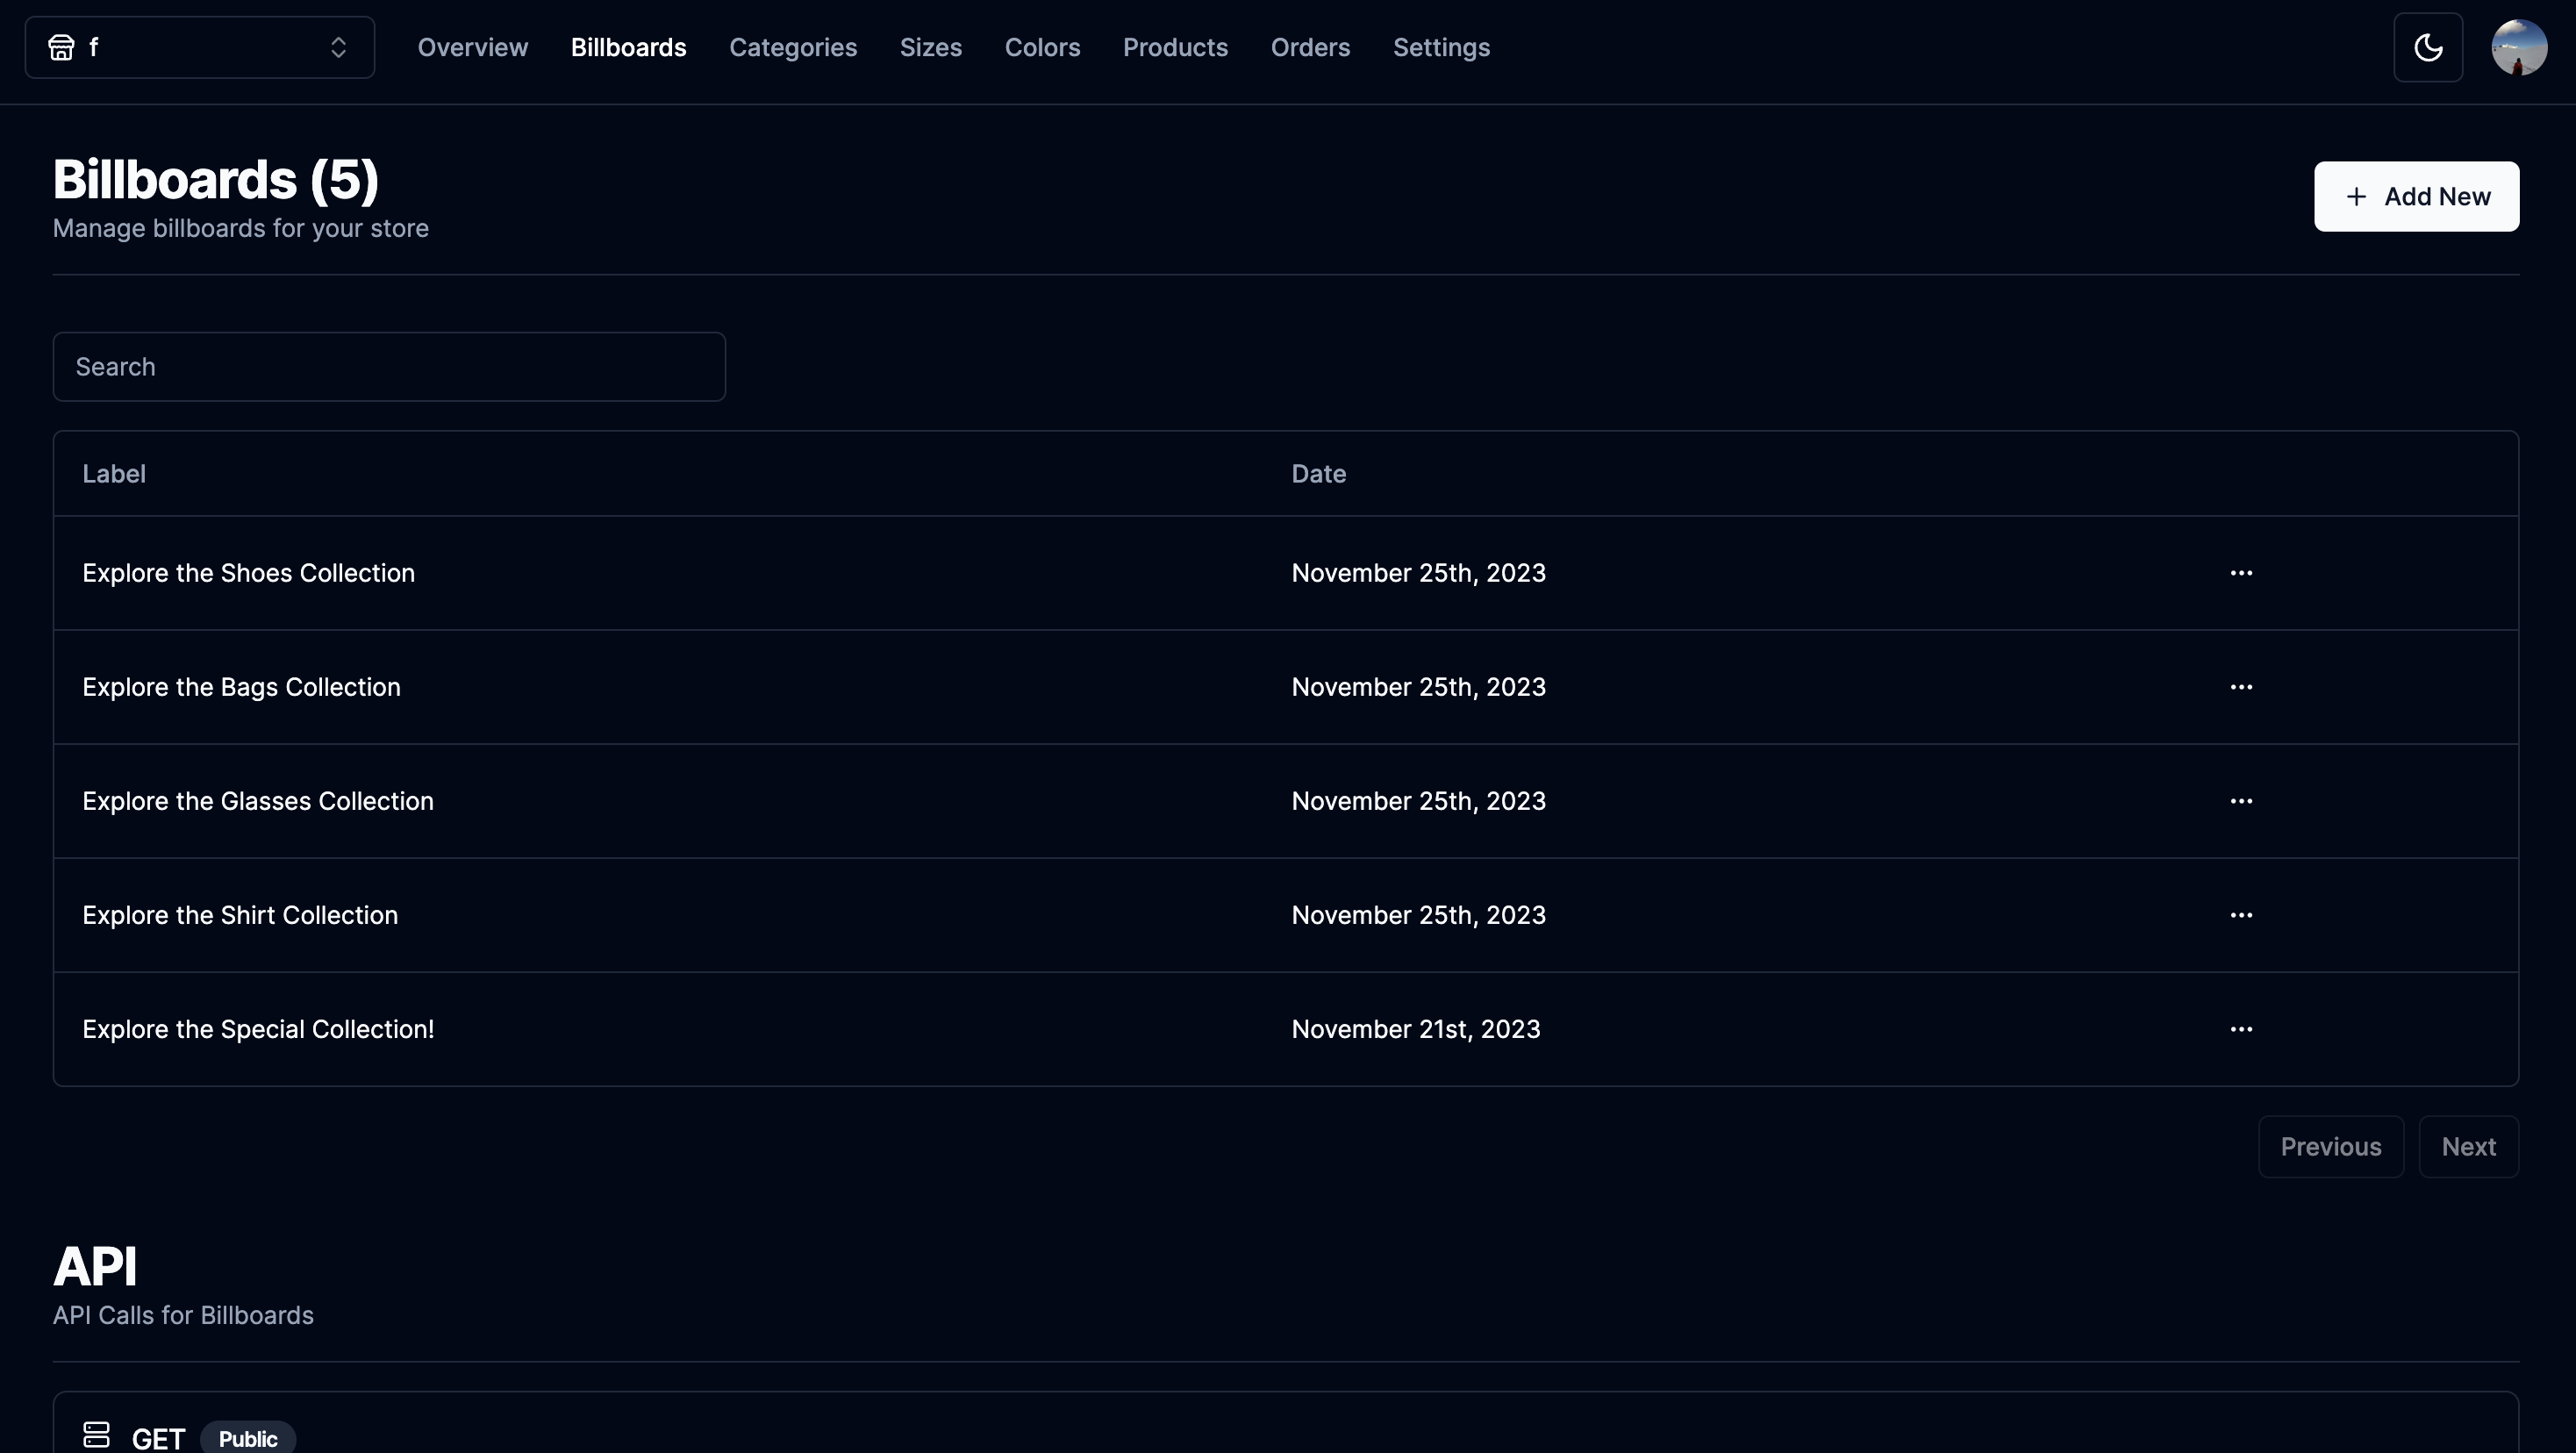 f
Overview
Billboards
Categories
Sizes
Colors
Products
Orders
Settings
Billboards (5)
Manage billboards for your store
+ Add New
Search
Label Date
Explore the Shoes Collection November 25th, 2023
Explore the Bags Collection November 25th, 2023
Explore the Glasses Collection November 25th, 2023
Explore the Shirt Collection November 25th, 2023
Explore the Special Collection! November 21st, 2023
Previous Next
API
API Calls for Billboards
GET Public